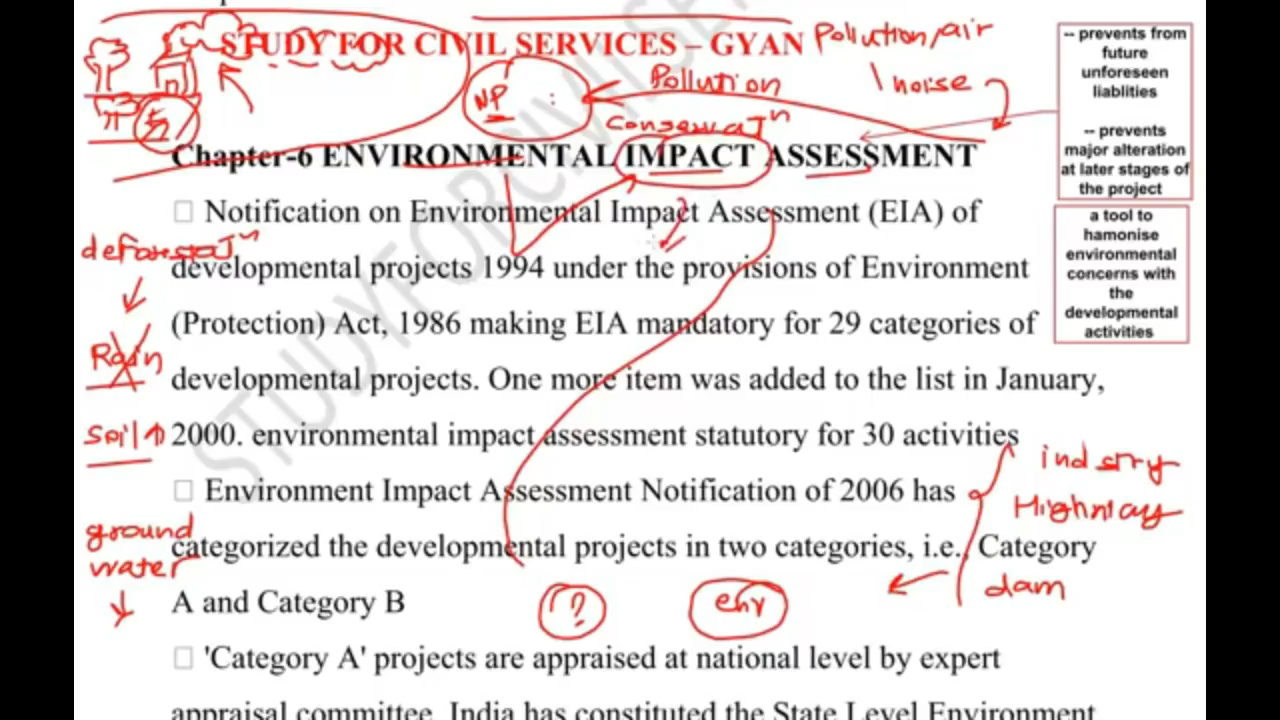 STUDY FOR CIVIL SERVICES – GYAN
Pollution, air
noise
Pollution
NP
Conservatn
-- prevents from
future
unforeseen
liablities
-- prevents
major alteration
at later stages of
the project
a tool to
hamonise
environmental
concerns with
the
developmental
activities
Chapter-6 ENVIRONMENTAL IMPACT ASSESSMENT
Notification on Environmental Impact Assessment (EIA) of
developmental projects 1994 under the provisions of Environment
(Protection) Act, 1986 making EIA mandatory for 29 categories of
developmental projects. One more item was added to the list in January,
2000. environmental impact assessment statutory for 30 activities
Environment Impact Assessment Notification of 2006 has
categorized the developmental projects in two categories, i.e., Category
A and Category B
'Category A' projects are appraised at national level by expert
appraisal committee. India has constituted the State Level Environment
deforestatn
Rain
Soil ↑
ground
water
↓
indstry
Highway
dam
?
env
STUDYFORCIVILSERVICES